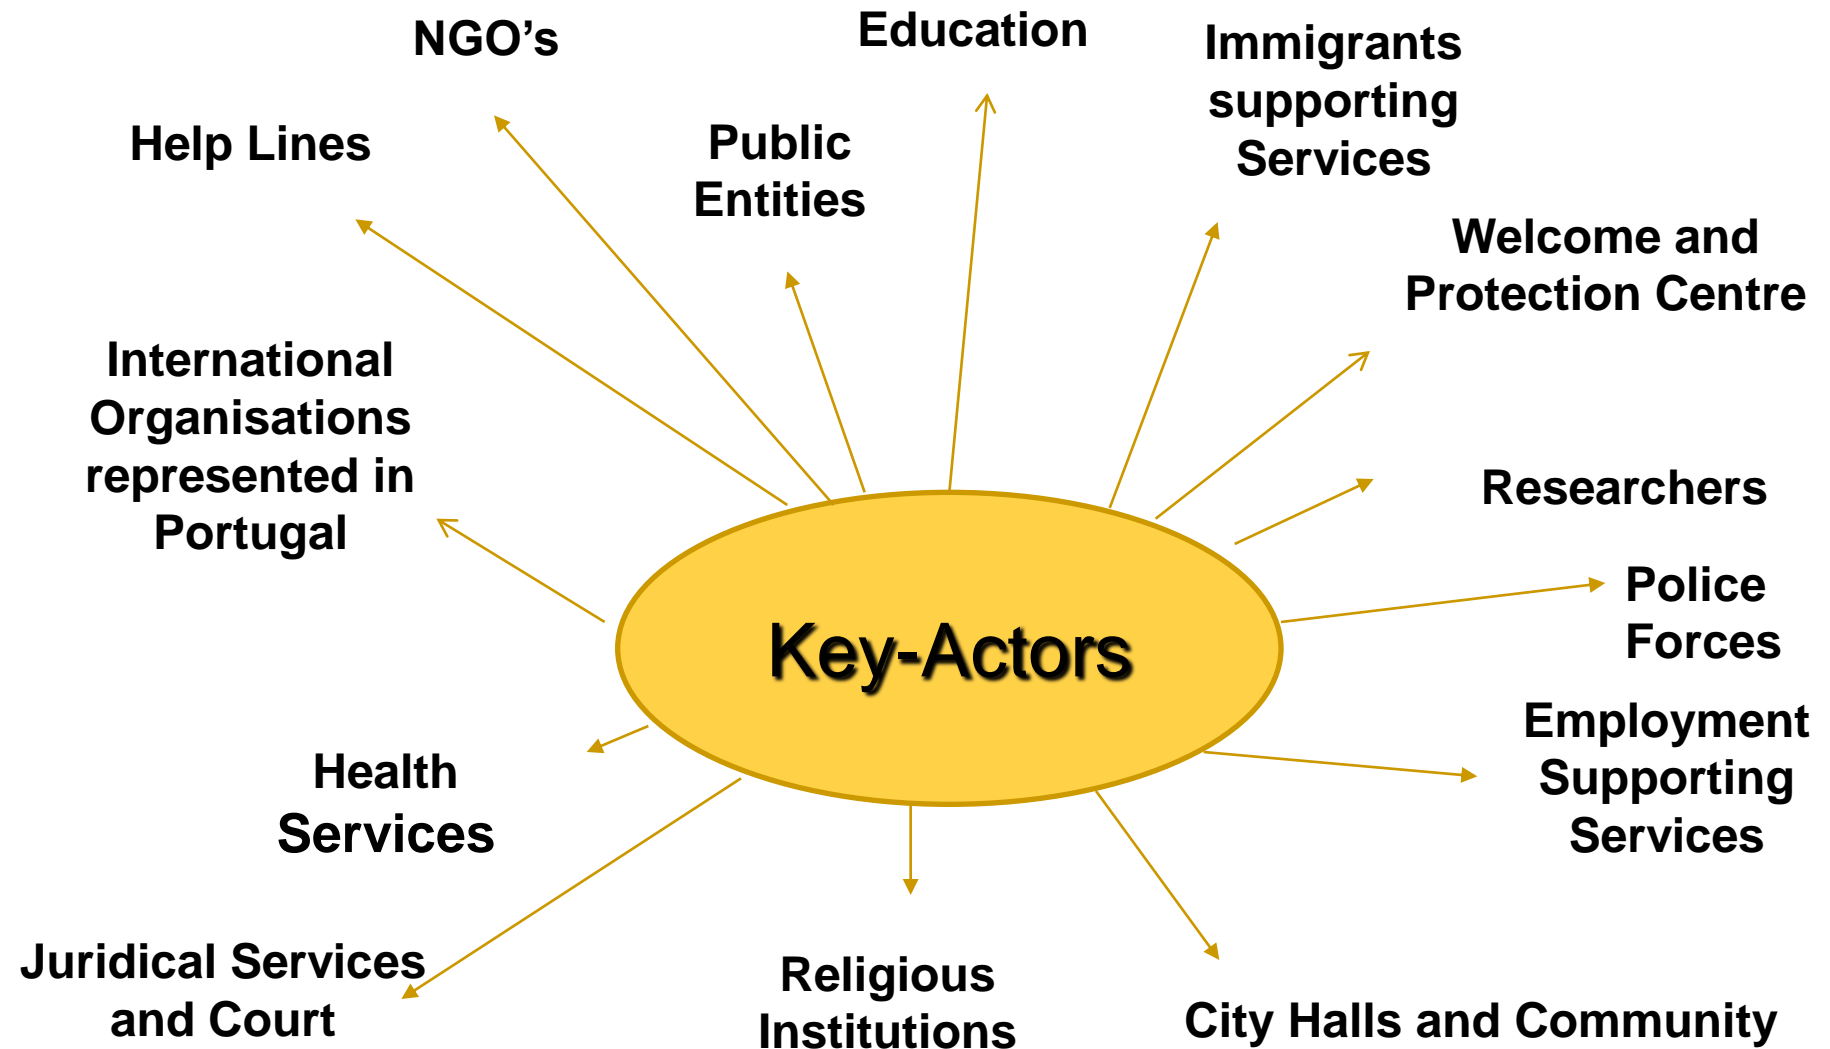 NGO’s
Education
Immigrants
supporting
Services
Help Lines
Public
Entities
Welcome and
Protection Centre
International
Organisations
represented in
Portugal
Researchers
Police
Forces
Key-Actors
Employment
Supporting
Services
Health
Services
Juridical Services
and Court
Religious
Institutions
City Halls and Community